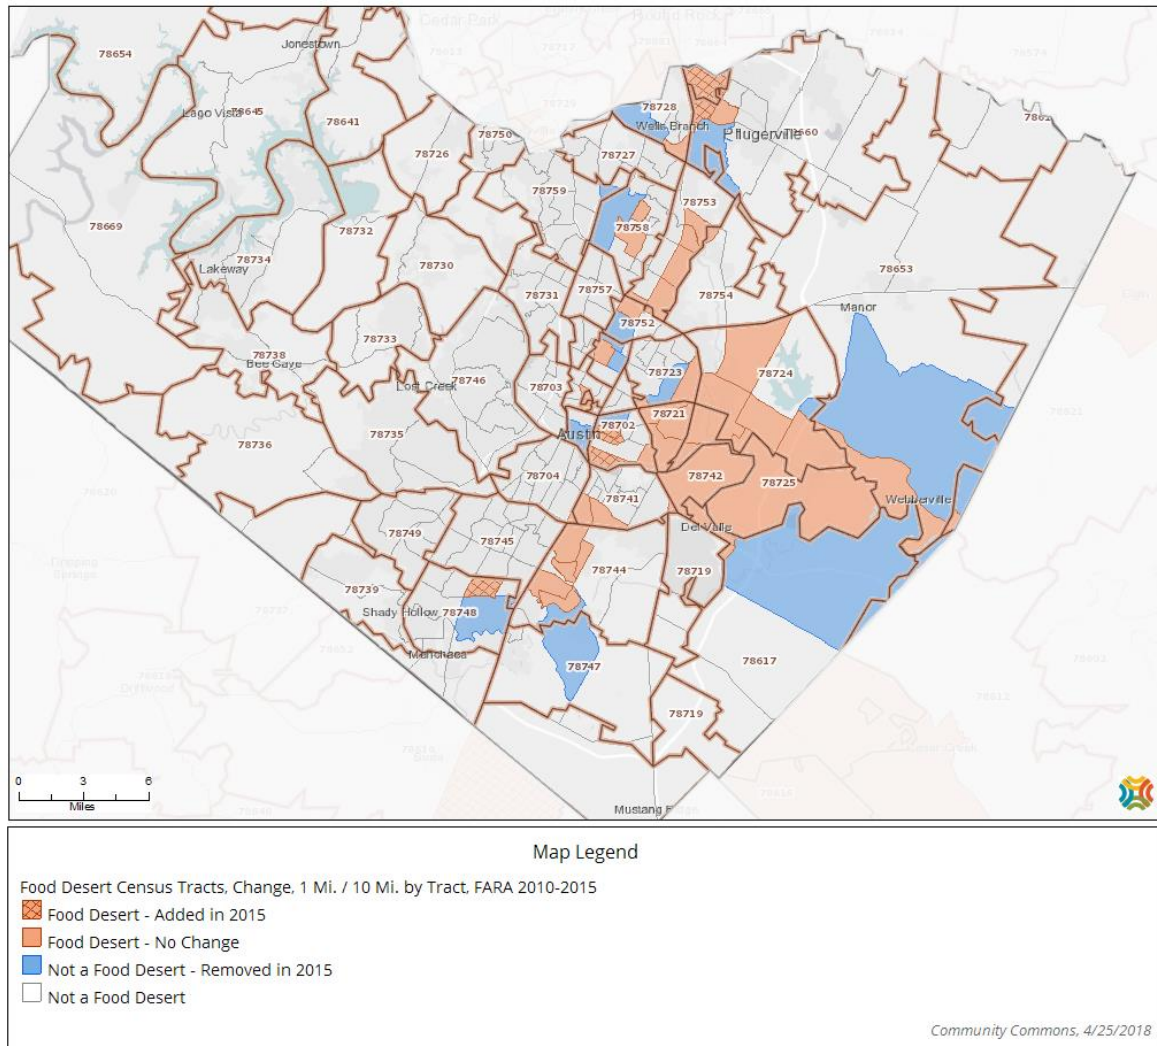 Cedar Park
Round Rock
78654
Jonestown
78728
Lago Vista
78645
78641
Wells Branch
Pflugerville
78660
78750
78726
78727
78759
78753
78669
78732
78758
78734
78730
78653
Lakeway
78731
78757
78754
Manor
78752
78733
78738
Bee Cave
78746
78723
78724
Lost Creek
78703
78721
78702
Austin
78736
78735
78704
78742
78725
78741
Webberville
Del Valle
78749
78745
78744
78719
78739
Shady Hollow
78748
Manchaca
78747
78617
78719
0 3 6
Miles
Map Legend
Food Desert Census Tracts, Change, 1 Mi. / 10 Mi. by Tract, FARA 2010-2015
Food Desert - Added in 2015
Food Desert - No Change
Not a Food Desert - Removed in 2015
Not a Food Desert
Community Commons, 4/25/2018